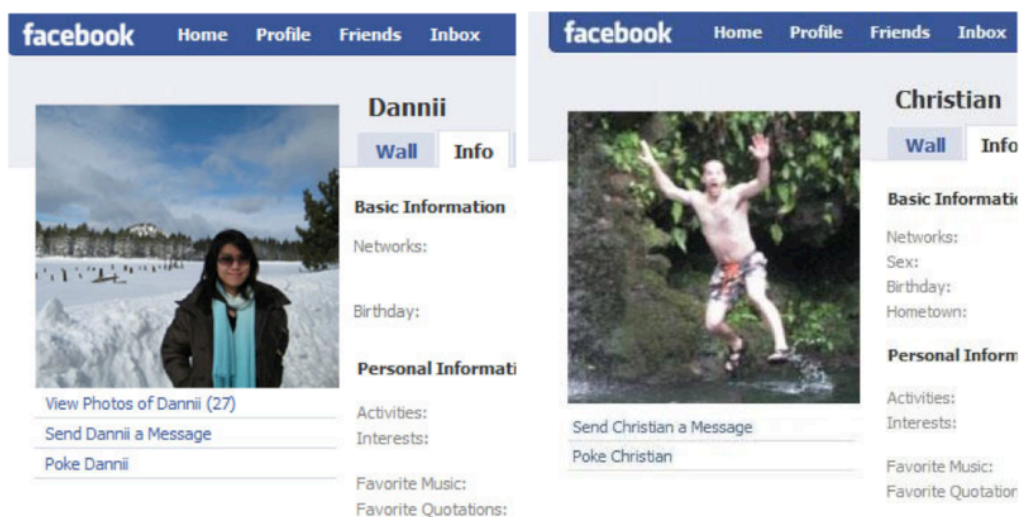 facebook Home Profile Friends Inbox
Dannii
Wall Info
Basic Information
Networks:
Birthday:
Personal Informati
Activities:
Interests:
Favorite Music:
Favorite Quotations:
View Photos of Dannii (27)
Send Dannii a Message
Poke Dannii
facebook Home Profile Friends Inbox
Christian
Wall Info
Basic Informati
Networks:
Sex:
Birthday:
Hometown:
Personal Inform
Activities:
Interests:
Favorite Music:
Favorite Quotation
Send Christian a Message
Poke Christian